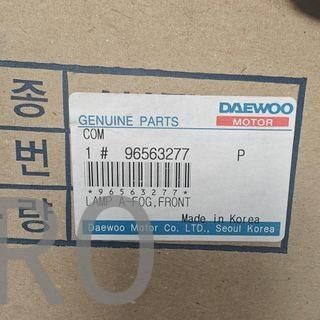 종
번
량
GENUINE PARTS
DAEWOO
MOTOR
COM
1 # 96563277 P
*96563277*
LAMP A-FOG,FRONT
Made in Korea
Daewoo Motor Co. LTD., Seoul Korea
RO